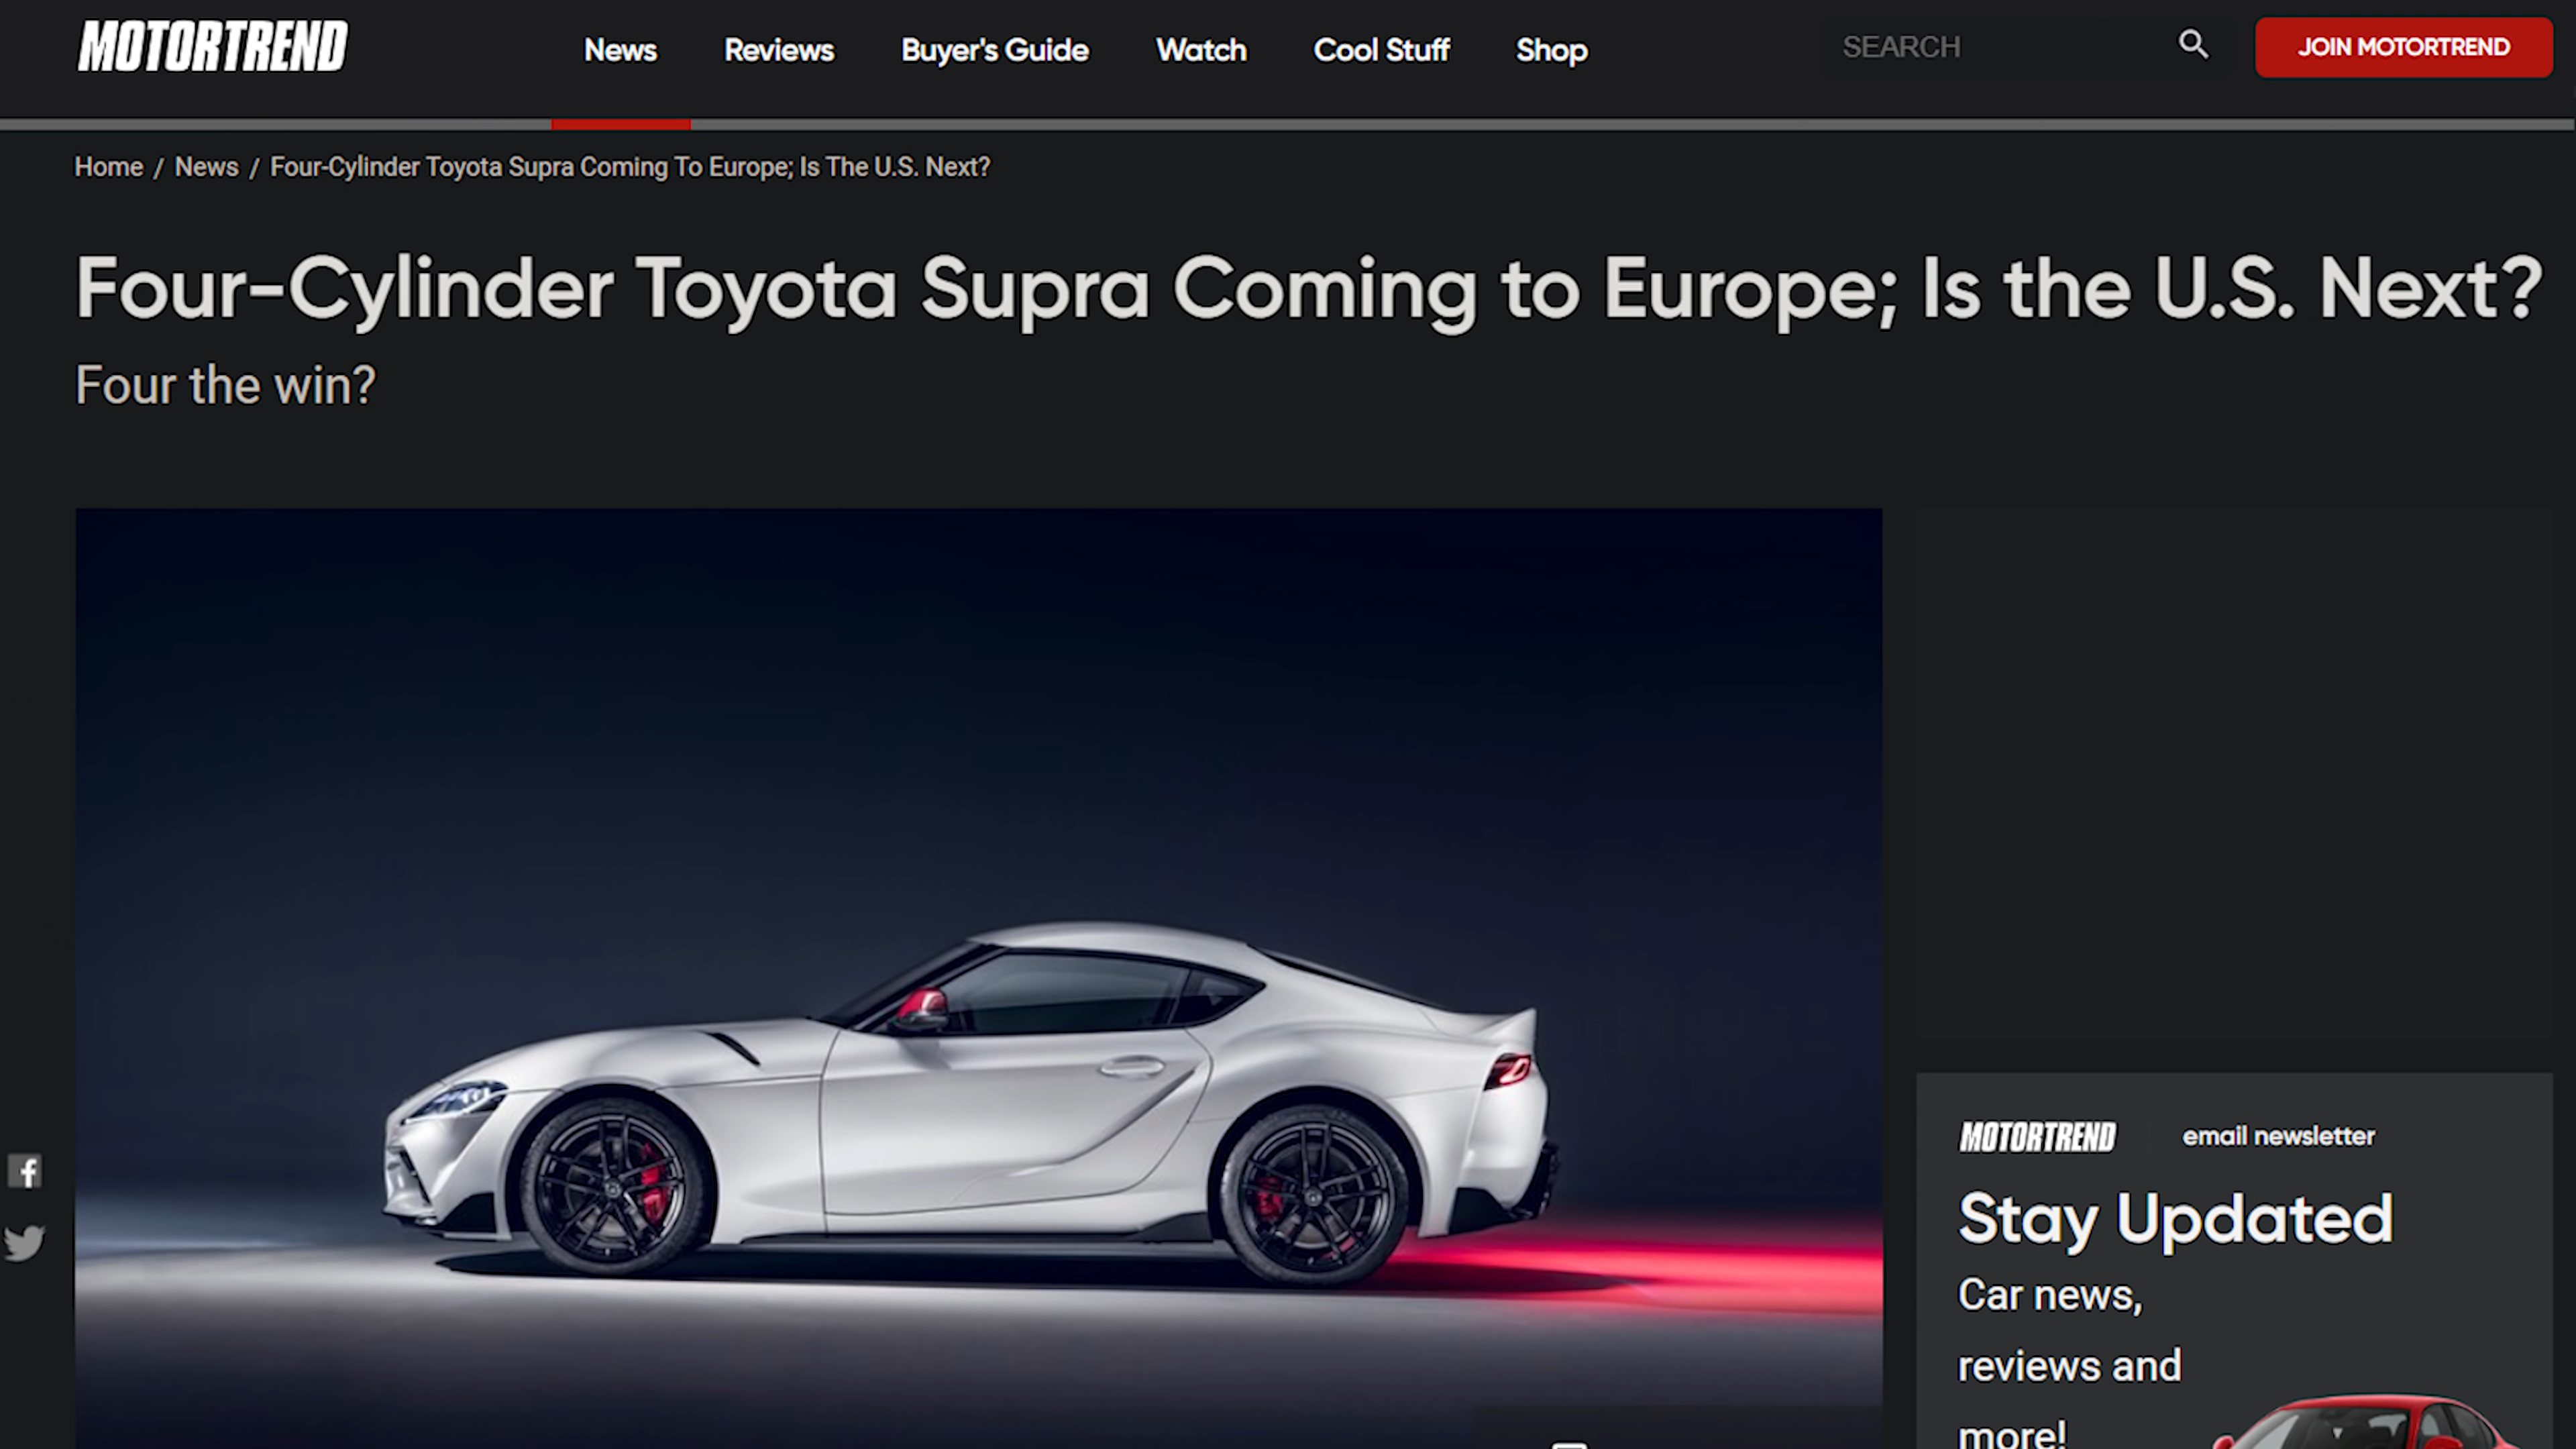 MOTORTREND
News Reviews Buyer's Guide Watch Cool Stuff Shop
SEARCH
JOIN MOTORTREND
Home / News / Four-Cylinder Toyota Supra Coming To Europe; Is The U.S. Next?
Four-Cylinder Toyota Supra Coming to Europe; Is the U.S. Next?
Four the win?
MOTORTREND
email newsletter
Stay Updated
Car news,
reviews and
more!